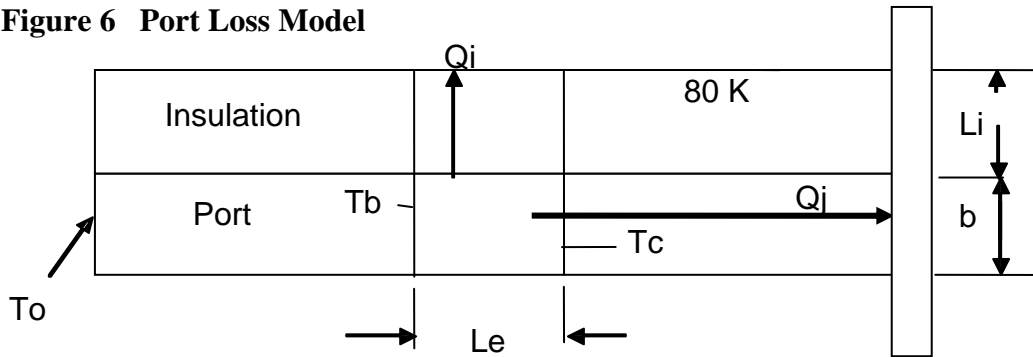 Figure 6 Port Loss Model
Qi
80 K
Insulation
Li
Port
Tb
Qj
b
Tc
To
Le